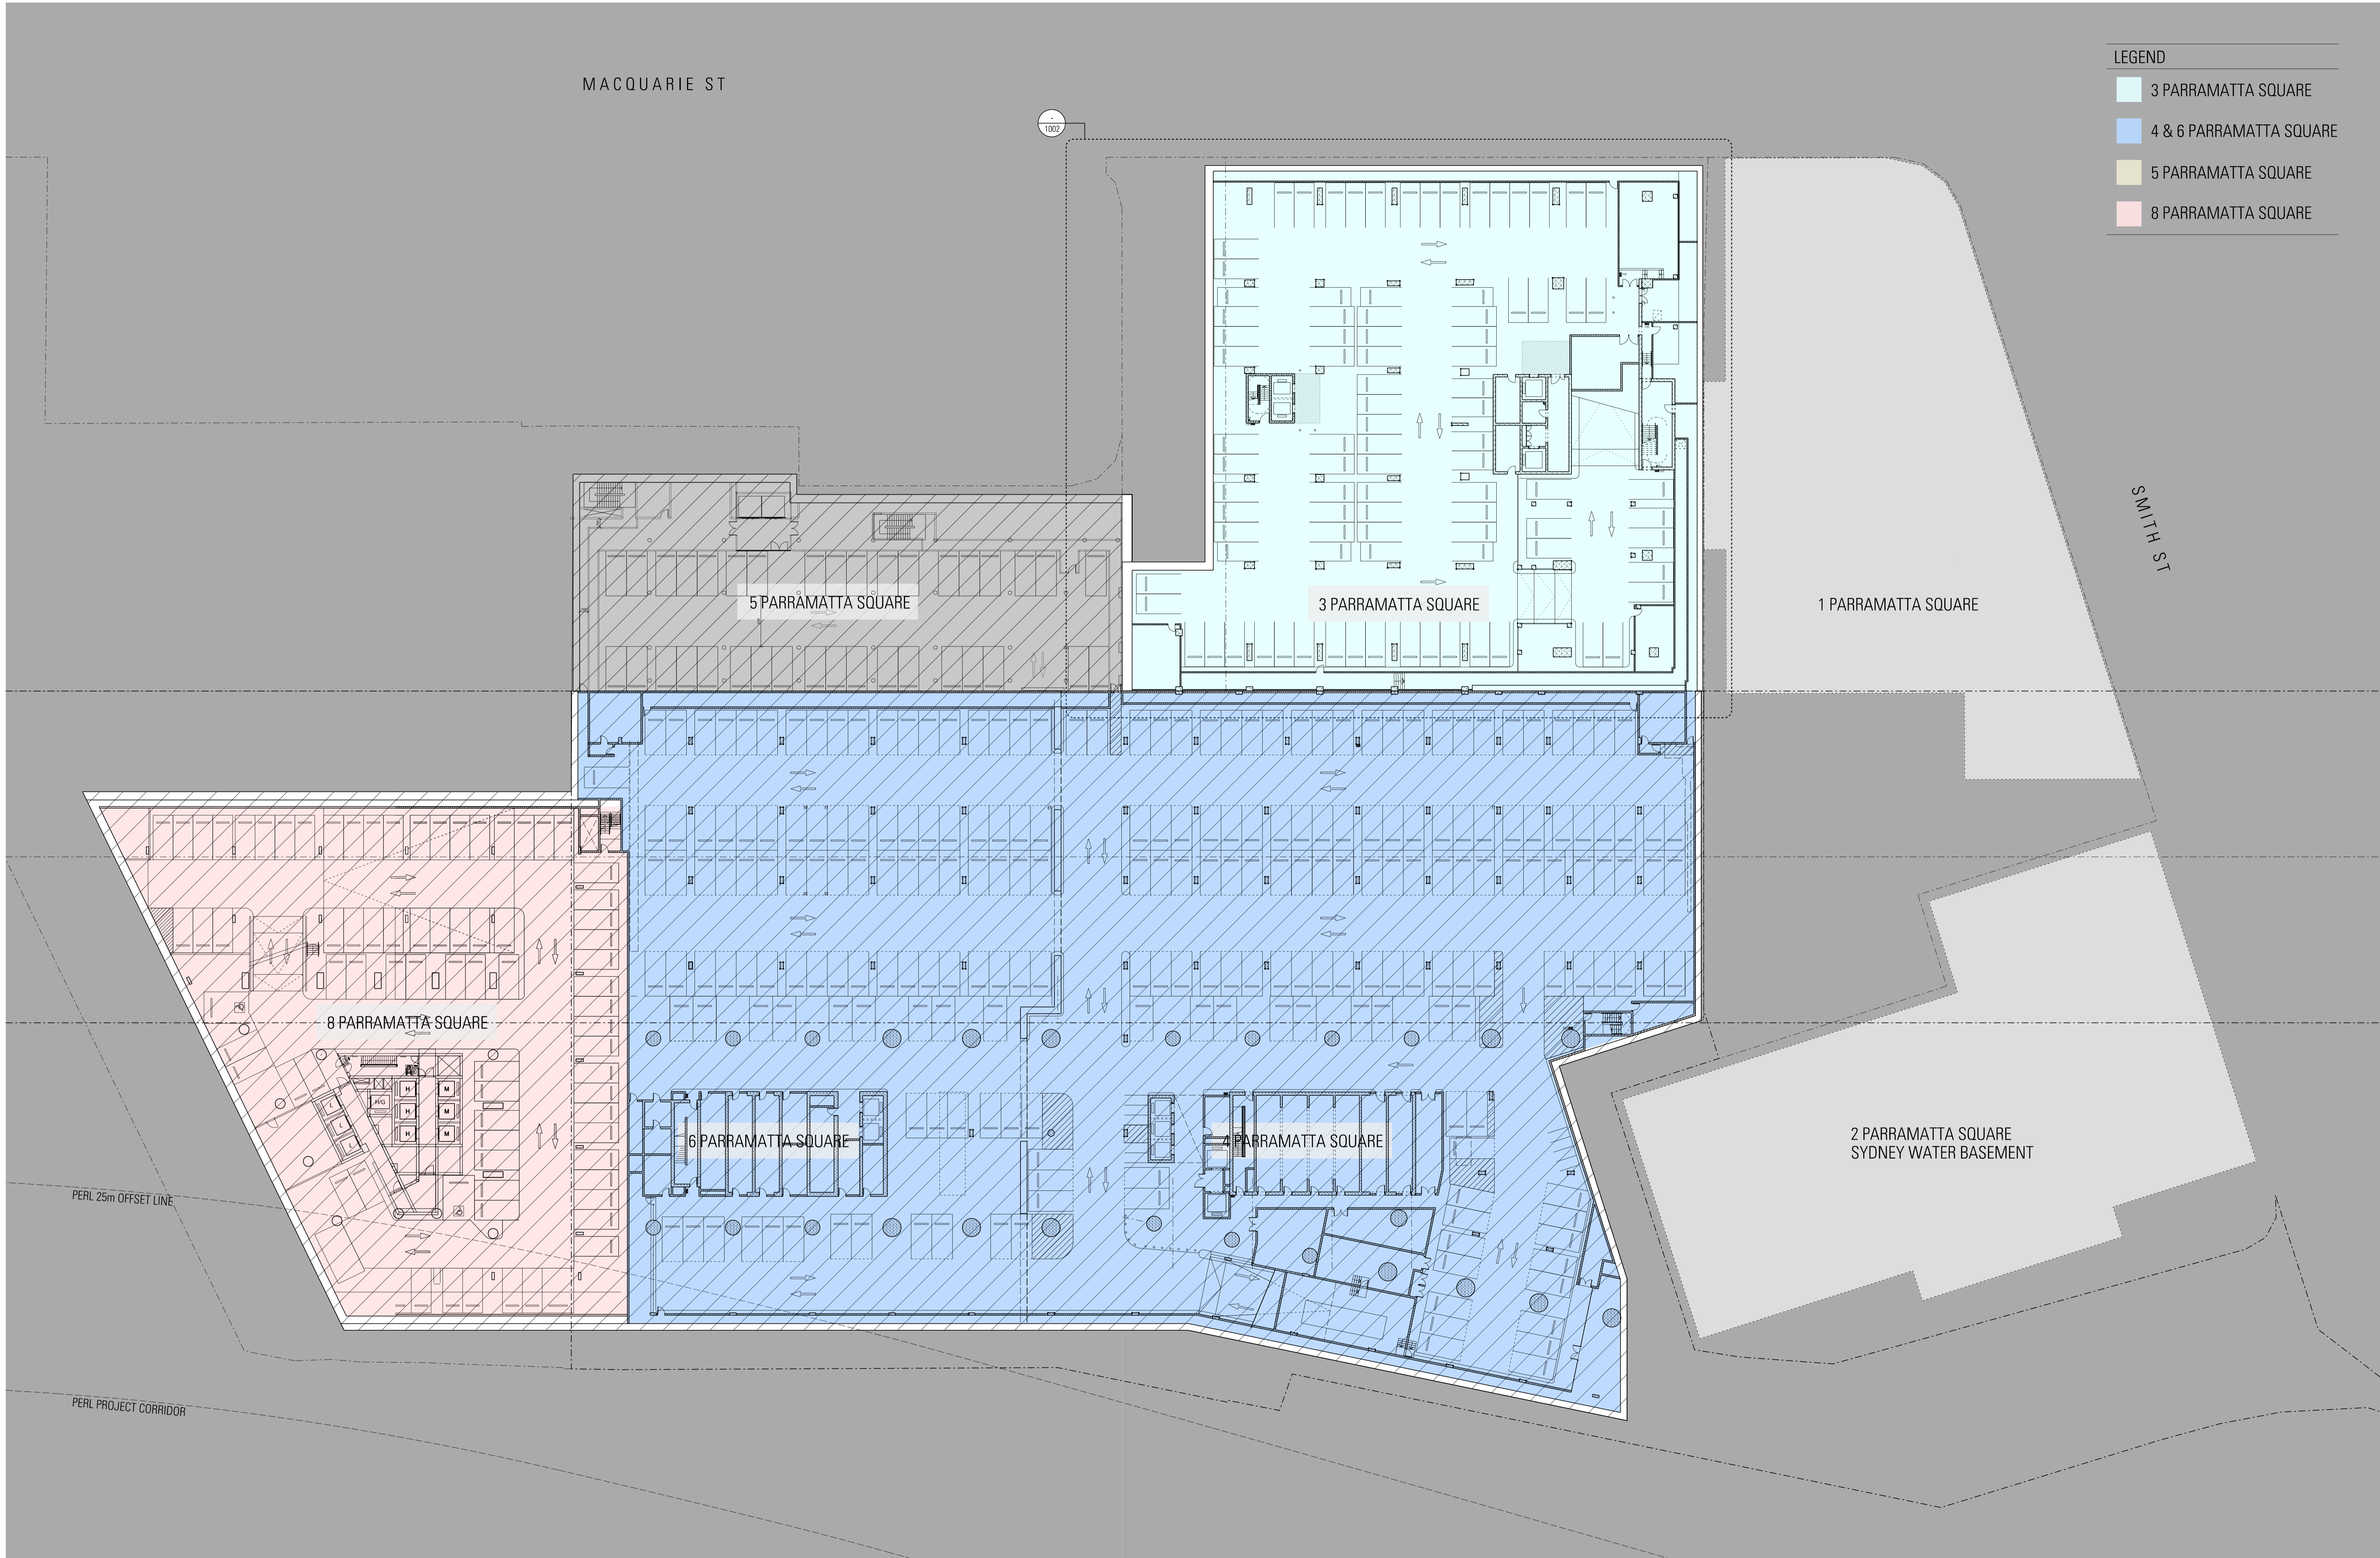 MACQUARIE ST
LEGEND
3 PARRAMATTA SQUARE
4 & 6 PARRAMATTA SQUARE
5 PARRAMATTA SQUARE
8 PARRAMATTA SQUARE
-
1002
SMITH ST
5 PARRAMATTA SQUARE
3 PARRAMATTA SQUARE
1 PARRAMATTA SQUARE
8 PARRAMATTA SQUARE
H
M
H/G
L
H
M
L
H
M
L
6 PARRAMATTA SQUARE
4 PARRAMATTA SQUARE
2 PARRAMATTA SQUARE
SYDNEY WATER BASEMENT
PERL 25m OFFSET LINE
PERL PROJECT CORRIDOR